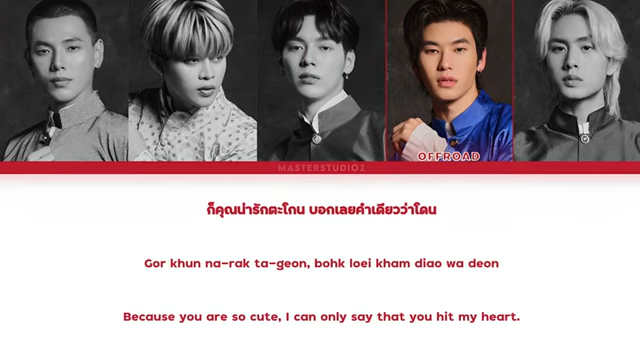 OFFROAD
MASTERSTUDIOΣ
ก็คุณน่ารักตะโกน บอกเลยคำเดียวว่าโดน
Gor khun na-rak ta-geon, bohk loei kham diao wa deon
Because you are so cute, I can only say that you hit my heart.